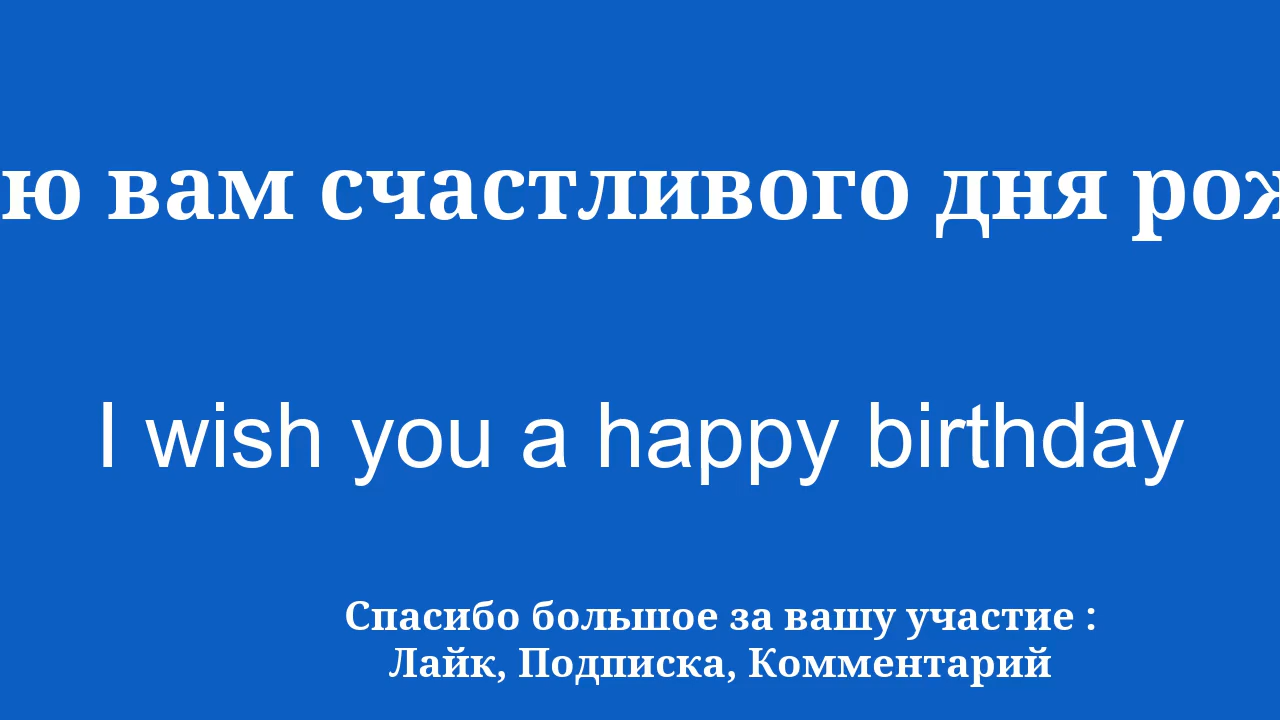 ю вам счастливого дня рож
I wish you a happy birthday
Спасибо большое за вашу участие :
Лайк, Подписка, Комментарий